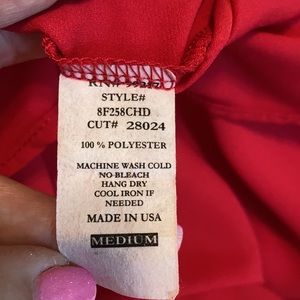 RN#
STYLE#
8F258CHD
CUT# 28024
100% POLYESTER
MACHINE WASH COLD
NO BLEACH
HANG DRY
COOL IRON IF
NEEDED
MADE IN USA
MEDIUM